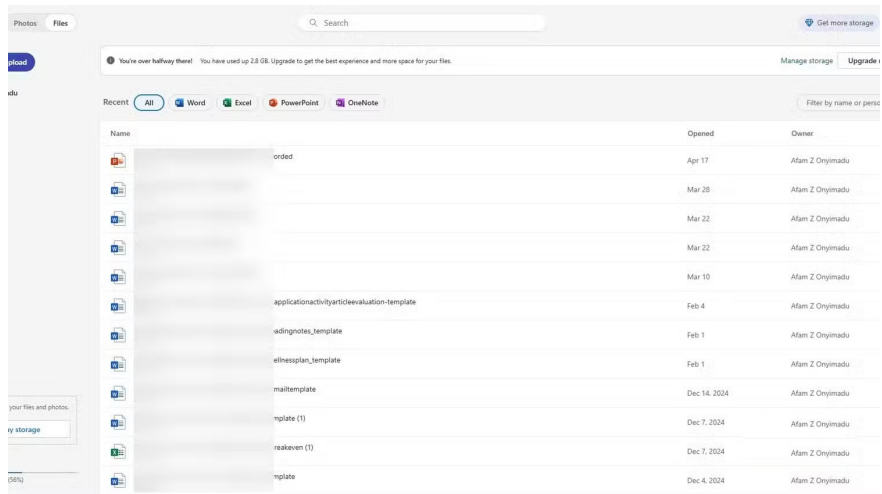 Photos Files
Search
Get more storage
pload
You're over halfway there! You have used up 2.8 GB. Upgrade to get the best experience and more space for your files.
Manage storage Upgrade
adu
Recent All Word Excel PowerPoint OneNote
Filter by name or perso
Name Opened Owner
orded Apr 17 Afam Z Onyimadu
Mar 28 Afam Z Onyimadu
Mar 22 Afam Z Onyimadu
Mar 22 Afam Z Onyimadu
Mar 10 Afam Z Onyimadu
applicationactivityarticleevaluation-template Feb 4 Afam Z Onyimadu
eadingnotes_template Feb 1 Afam Z Onyimadu
ellnessplan_template Feb 1 Afam Z Onyimadu
mailtemplate Dec 14, 2024 Afam Z Onyimadu
mplate (1) Dec 7, 2024 Afam Z Onyimadu
reakeven (1) Dec 7, 2024 Afam Z Onyimadu
mplate Dec 4, 2024 Afam Z Onyimadu
your files and photos.
uy storage
(56%)